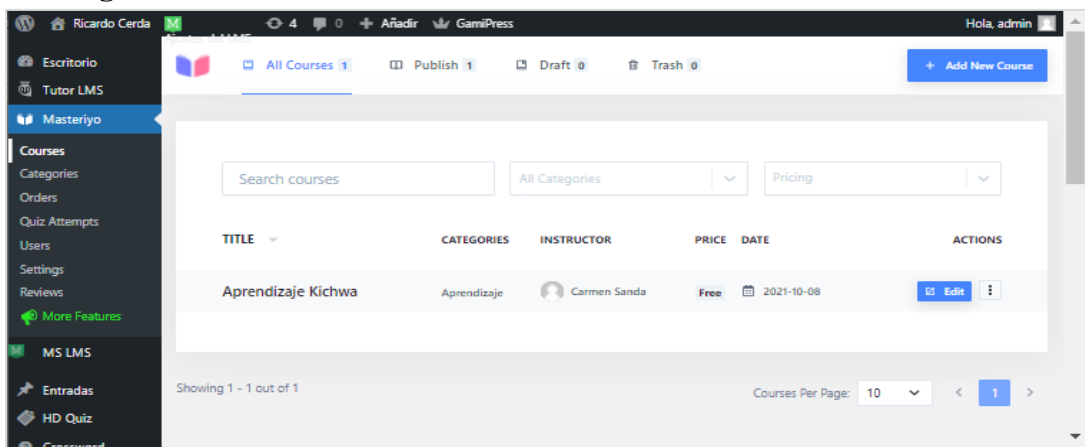 Ricardo Cerda 4 0 + Añadir GamiPress Hola, admin
Escritorio
Tutor LMS
Masteriyo
Courses
Categories
Orders
Quiz Attempts
Users
Settings
Reviews
More Features
MS LMS
Entradas
HD Quiz
Crossword
All Courses 1 Publish 1 Draft 0 Trash 0 + Add New Course
Search courses All Categories Pricing
TITLE CATEGORIES INSTRUCTOR PRICE DATE ACTIONS
Aprendizaje Kichwa Aprendizaje Carmen Sanda Free 2021-10-08 Edit
Showing 1 - 1 out of 1 Courses Per Page: 10 < 1 >